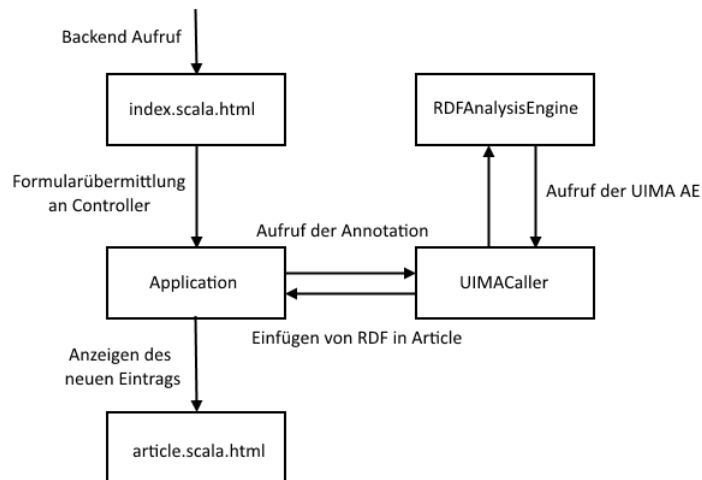 Backend Aufruf
index.scala.html
RDFAnalysisEngine
Formularübermittlung
an Controller
Aufruf der UIMA AE
Aufruf der Annotation
Application
UIMACaller
Einfügen von RDF in Article
Anzeigen des
neuen Eintrags
article.scala.html